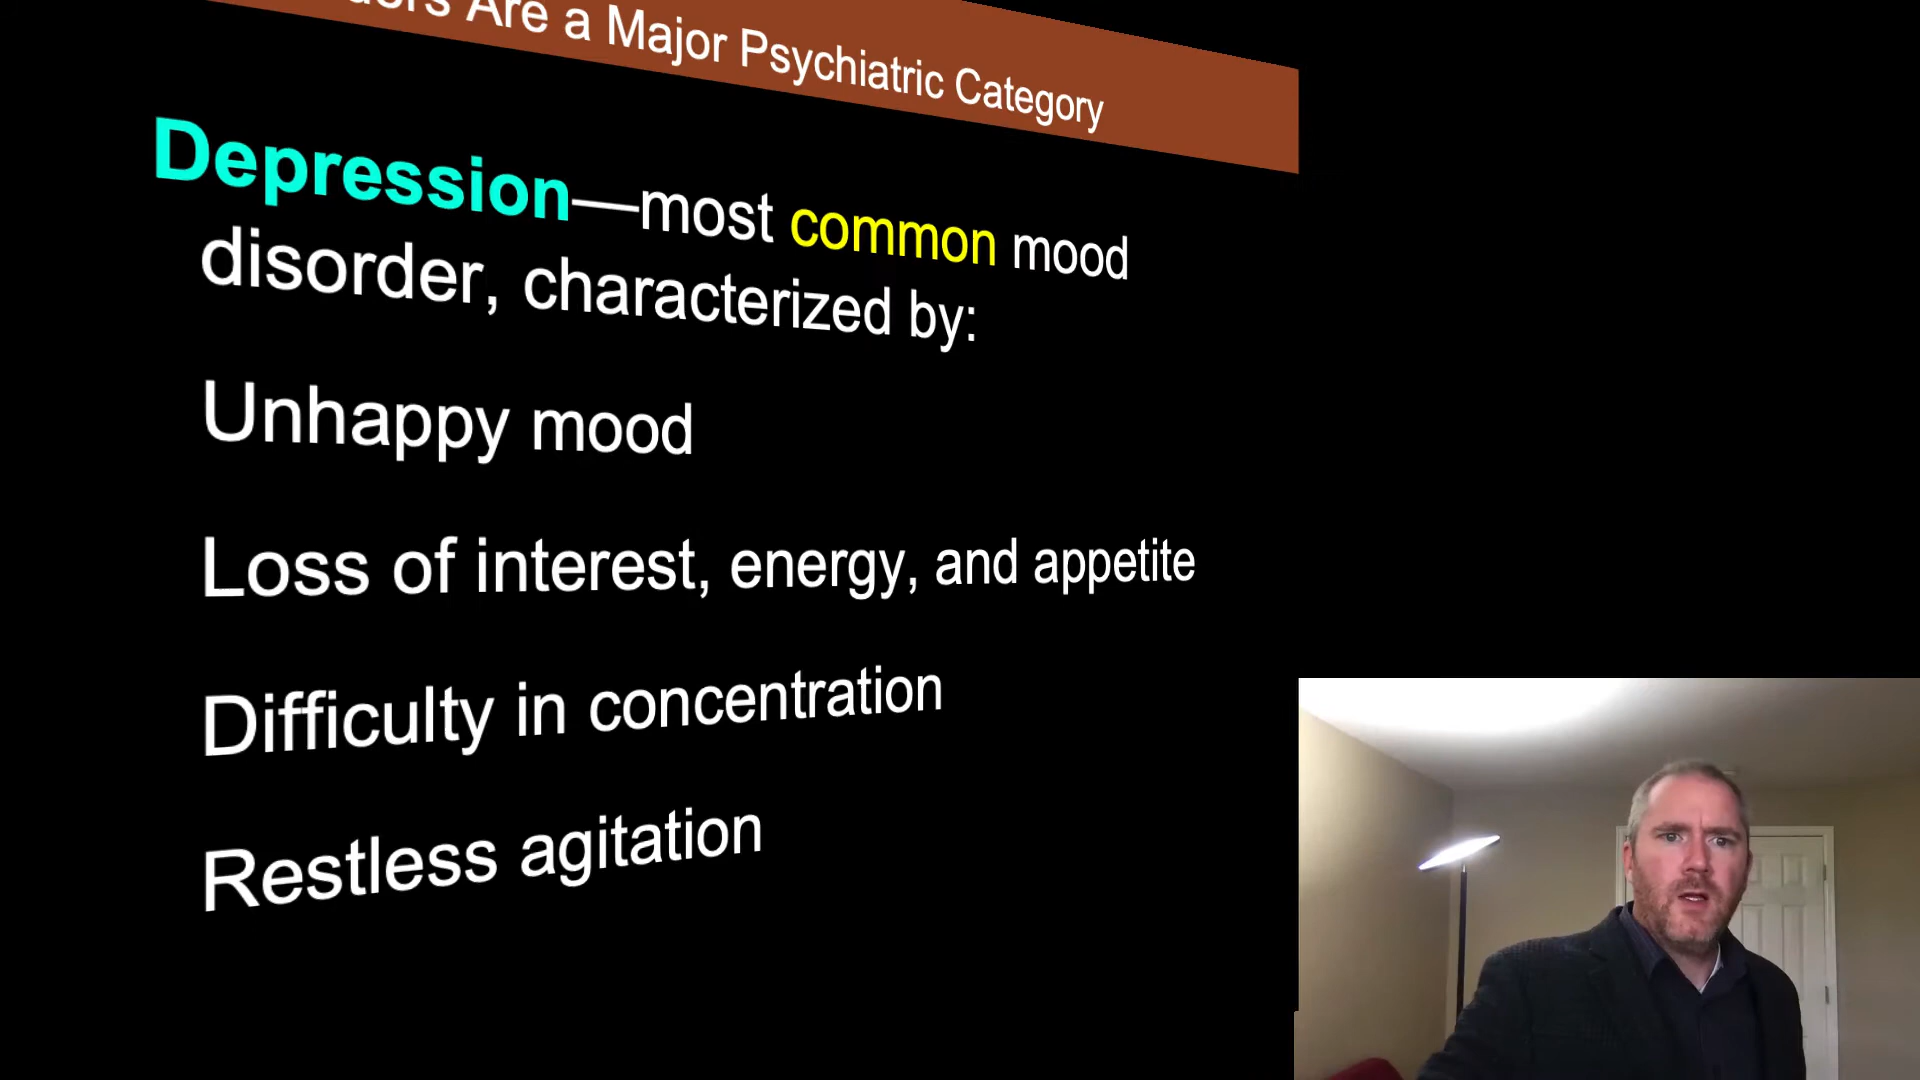 Are a Major Psychiatric Category
Depression—most common mood
disorder, characterized by:
Unhappy mood
Loss of interest, energy, and appetite
Difficulty in concentration
Restless agitation